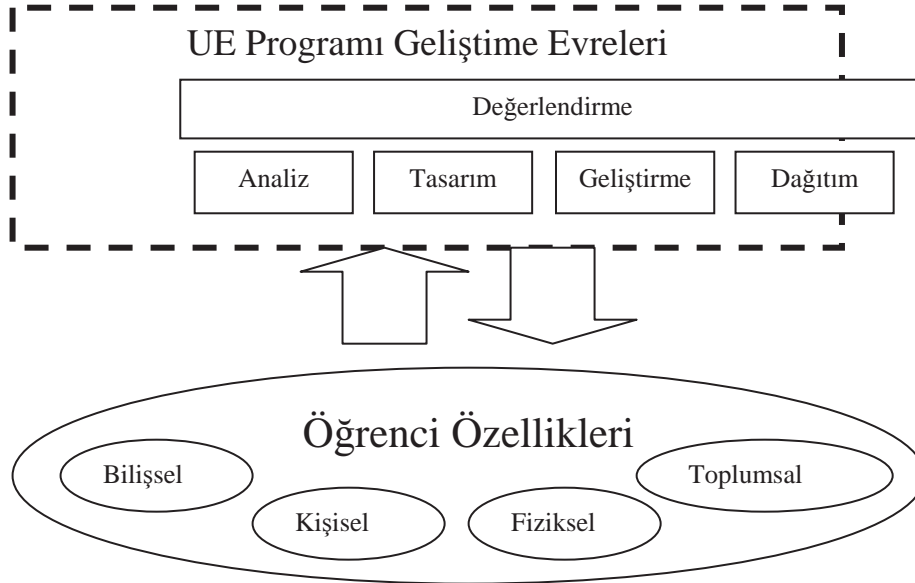 UE Programı Geliştime Evreleri
Değerlendirme
Analiz
Tasarım
Geliştirme
Dağıtım
Öğrenci Özellikleri
Bilişsel
Toplumsal
Kişisel
Fiziksel